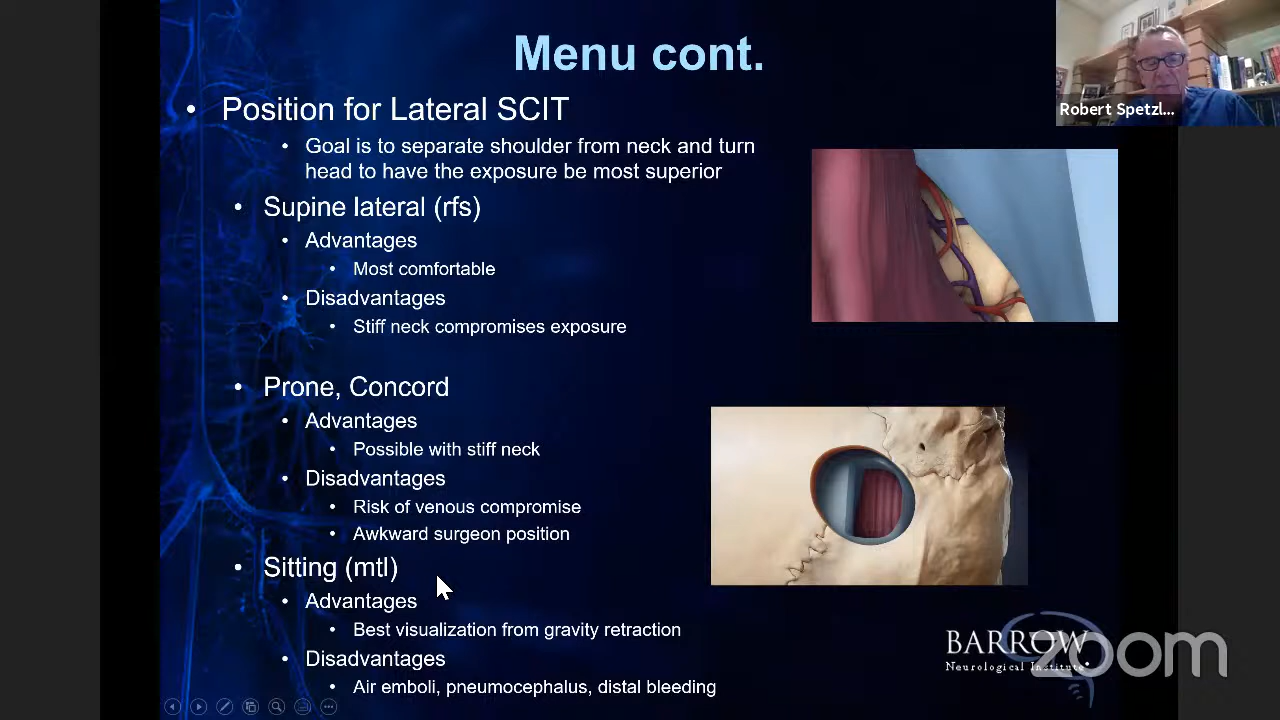 Menu cont.
Robert Spetzl...
• Position for Lateral SCIT
• Goal is to separate shoulder from neck and turn
head to have the exposure be most superior
• Supine lateral (rfs)
• Advantages
• Most comfortable
• Disadvantages
• Stiff neck compromises exposure
• Prone, Concord
• Advantages
• Possible with stiff neck
• Disadvantages
• Risk of venous compromise
• Awkward surgeon position
• Sitting (mtl)
• Advantages
• Best visualization from gravity retraction
• Disadvantages
• Air emboli, pneumocephalus, distal bleeding
BARROW
Neurological Institute
zoom